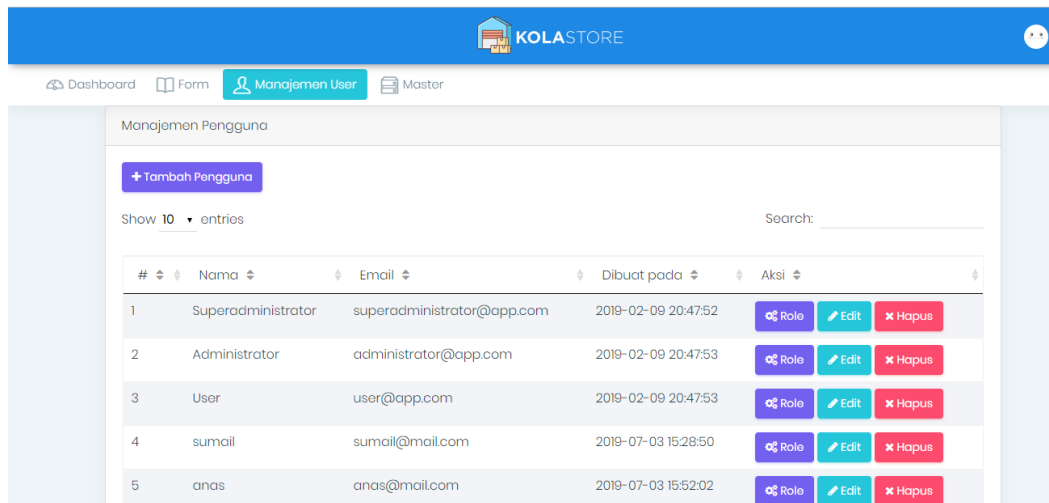 KOLASTORE
Dashboard Form Manajemen User Master
Manajemen Pengguna
+ Tambah Pengguna
Show 10 entries Search:
# Nama Email Dibuat pada Aksi
1 Superadministrator superadministrator@app.com 2019-02-09 20:47:52 Role Edit Hapus
2 Administrator administrator@app.com 2019-02-09 20:47:53 Role Edit Hapus
3 User user@app.com 2019-02-09 20:47:53 Role Edit Hapus
4 sumail sumail@mail.com 2019-07-03 15:28:50 Role Edit Hapus
5 anas anas@mail.com 2019-07-03 15:52:02 Role Edit Hapus